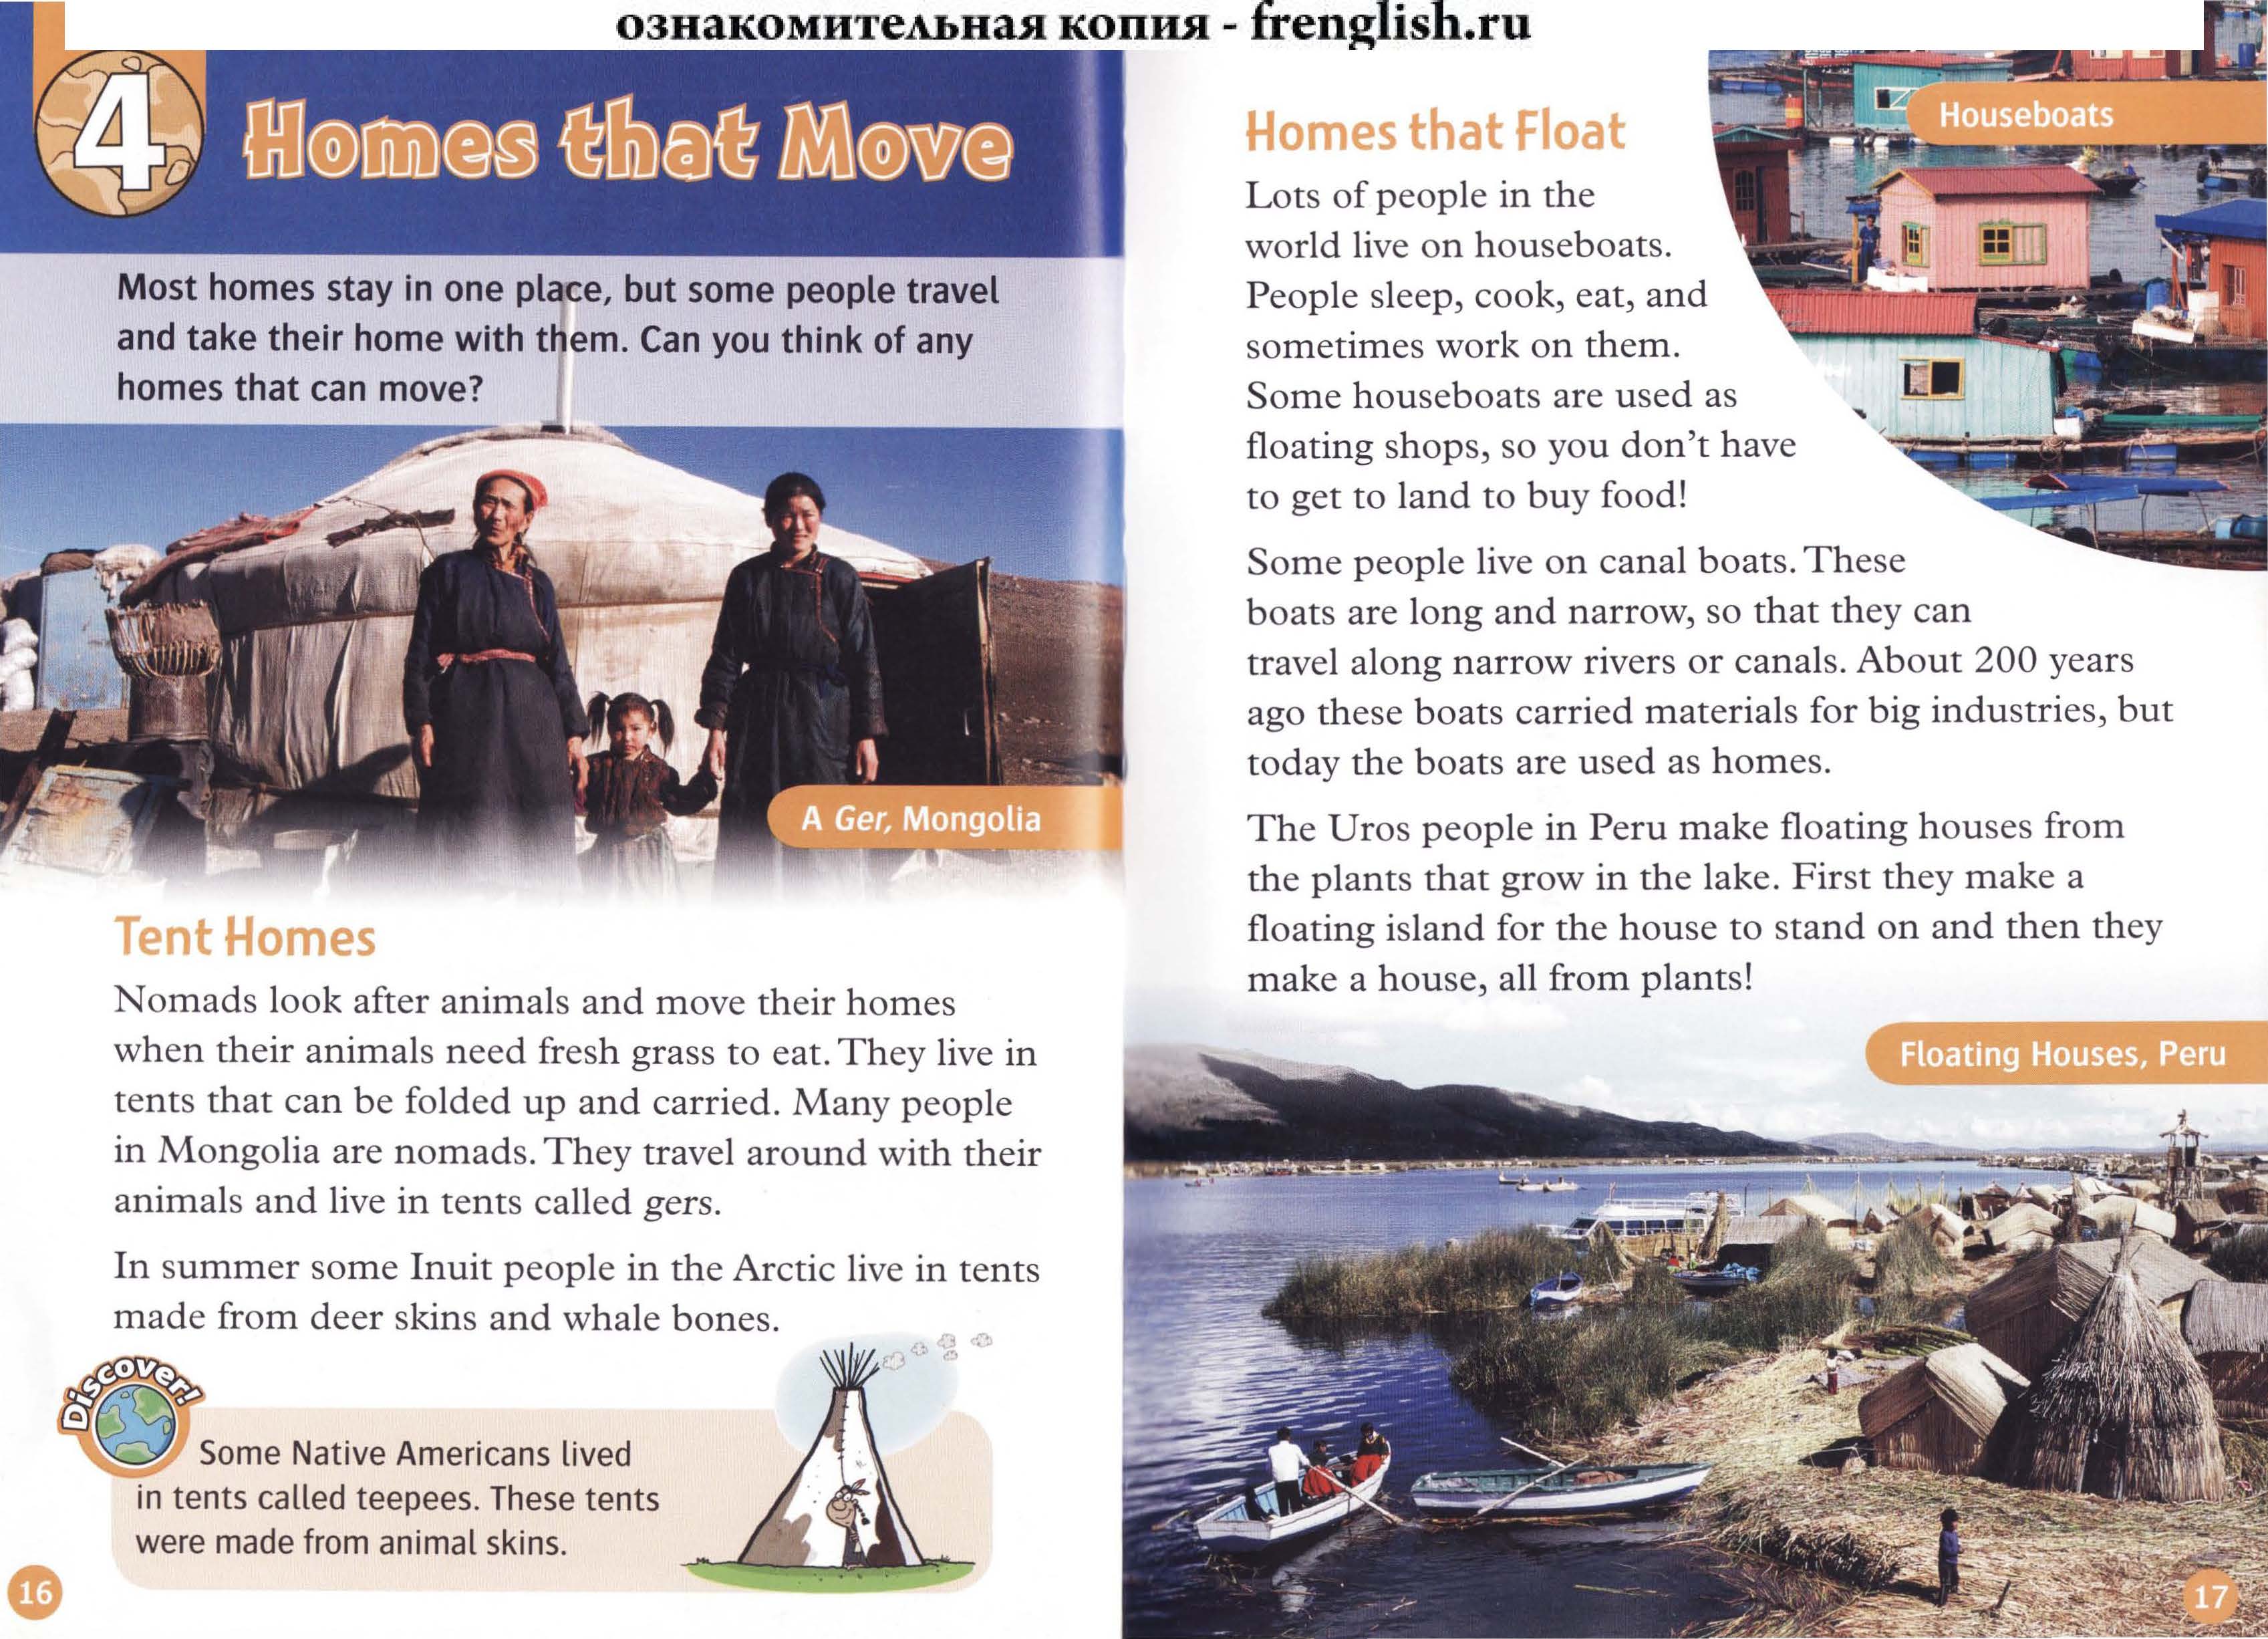 ознакомительная копия - frenglish.ru
4
Homes that Move
Most homes stay in one place, but some people travel
and take their home with them. Can you think of any
homes that can move?
A Ger, Mongolia
Tent Homes
Nomads look after animals and move their homes
when their animals need fresh grass to eat. They live in
tents that can be folded up and carried. Many people
in Mongolia are nomads. They travel around with their
animals and live in tents called gers.
In summer some Inuit people in the Arctic live in tents
made from deer skins and whale bones.
Discover!
Some Native Americans lived
in tents called teepees. These tents
were made from animal skins.
16
Homes that Float
Houseboats
Lots of people in the
world live on houseboats.
People sleep, cook, eat, and
sometimes work on them.
Some houseboats are used as
floating shops, so you don't have
to get to land to buy food!
Some people live on canal boats. These
boats are long and narrow, so that they can
travel along narrow rivers or canals. About 200 years
ago these boats carried materials for big industries, but
today the boats are used as homes.
The Uros people in Peru make floating houses from
the plants that grow in the lake. First they make a
floating island for the house to stand on and then they
make a house, all from plants!
Floating Houses, Peru
17